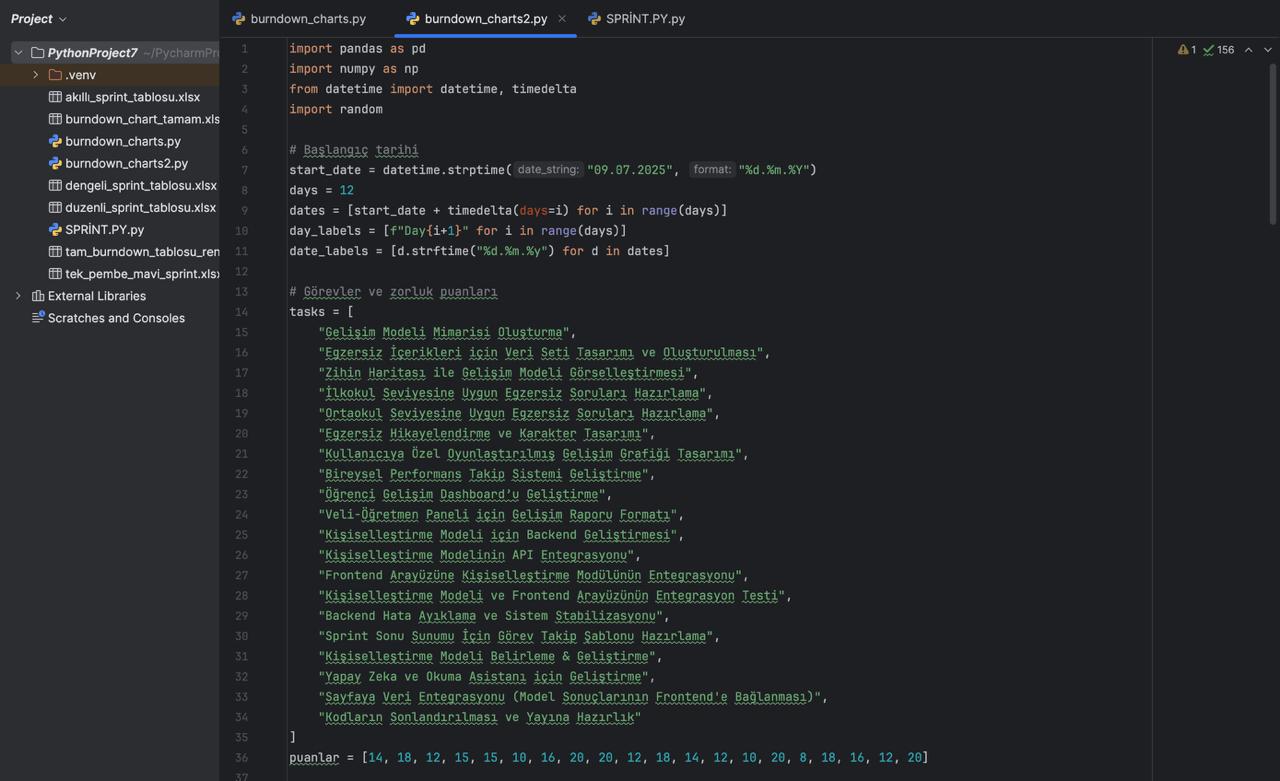 Project
burndown_charts.py
burndown_charts2.py
SPRİNT.PY.py
PythonProject7 ~/PycharmPro
.venv
akıllı_sprint_tablosu.xlsx
burndown_chart_tamam.xls
burndown_charts.py
burndown_charts2.py
dengeli_sprint_tablosu.xlsx
duzenli_sprint_tablosu.xlsx
SPRİNT.PY.py
tam_burndown_tablosu_ren
tek_pembe_mavi_sprint.xlsx
External Libraries
Scratches and Consoles
1 156
1 import pandas as pd
2 import numpy as np
3 from datetime import datetime, timedelta
4 import random
5
6 # Başlangıç tarihi
7 start_date = datetime.strptime( date_string: "09.07.2025", format: "%d.%m.%Y")
8 days = 12
9 dates = [start_date + timedelta(days=i) for i in range(days)]
10 day_labels = [f"Day{i+1}" for i in range(days)]
11 date_labels = [d.strftime("%d.%m.%y") for d in dates]
12
13 # Görevler ve zorluk puanları
14 tasks = [
15 "Gelişim Modeli Mimarisi Oluşturma",
16 "Egzersiz İçerikleri için Veri Seti Tasarımı ve Oluşturulması",
17 "Zihin Haritası ile Gelişim Modeli Görselleştirmesi",
18 "İlkokul Seviyesine Uygun Egzersiz Soruları Hazırlama",
19 "Ortaokul Seviyesine Uygun Egzersiz Soruları Hazırlama",
20 "Egzersiz Hikayelendirme ve Karakter Tasarımı",
21 "Kullanıcıya Özel Oyunlaştırılmış Gelişim Grafiği Tasarımı",
22 "Bireysel Performans Takip Sistemi Geliştirme",
23 "Öğrenci Gelişim Dashboard’u Geliştirme",
24 "Veli-Öğretmen Paneli için Gelişim Raporu Formatı",
25 "Kişiselleştirme Modeli için Backend Geliştirmesi",
26 "Kişiselleştirme Modelinin API Entegrasyonu",
27 "Frontend Arayüzüne Kişiselleştirme Modülünün Entegrasyonu",
28 "Kişiselleştirme Modeli ve Frontend Arayüzünün Entegrasyon Testi",
29 "Backend Hata Ayıklama ve Sistem Stabilizasyonu",
30 "Sprint Sonu Sunumu İçin Görev Takip Şablonu Hazırlama",
31 "Kişiselleştirme Modeli Belirleme & Geliştirme",
32 "Yapay Zeka ve Okuma Asistanı için Geliştirme",
33 "Sayfaya Veri Entegrasyonu (Model Sonuçlarının Frontend'e Bağlanması)",
34 "Kodların Sonlandırılması ve Yayına Hazırlık"
35 ]
36 puanlar = [14, 18, 12, 15, 15, 10, 16, 20, 20, 12, 18, 14, 12, 10, 20, 8, 18, 16, 12, 20]
37